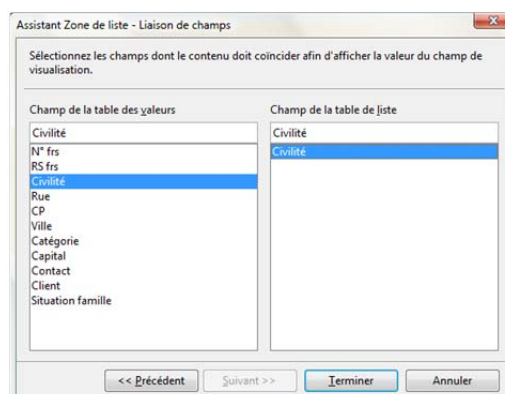 Assistant Zone de liste - Liaison de champs
Sélectionnez les champs dont le contenu doit coïncider afin d'afficher la valeur du champ de
visualisation.
Champ de la table des valeurs
Civilité
N° frs
RS frs
Civilité
Rue
CP
Ville
Catégorie
Capital
Contact
Client
Situation famille
Champ de la table de liste
Civilité
Civilité
<< Précédent
Suivant >>
Terminer
Annuler